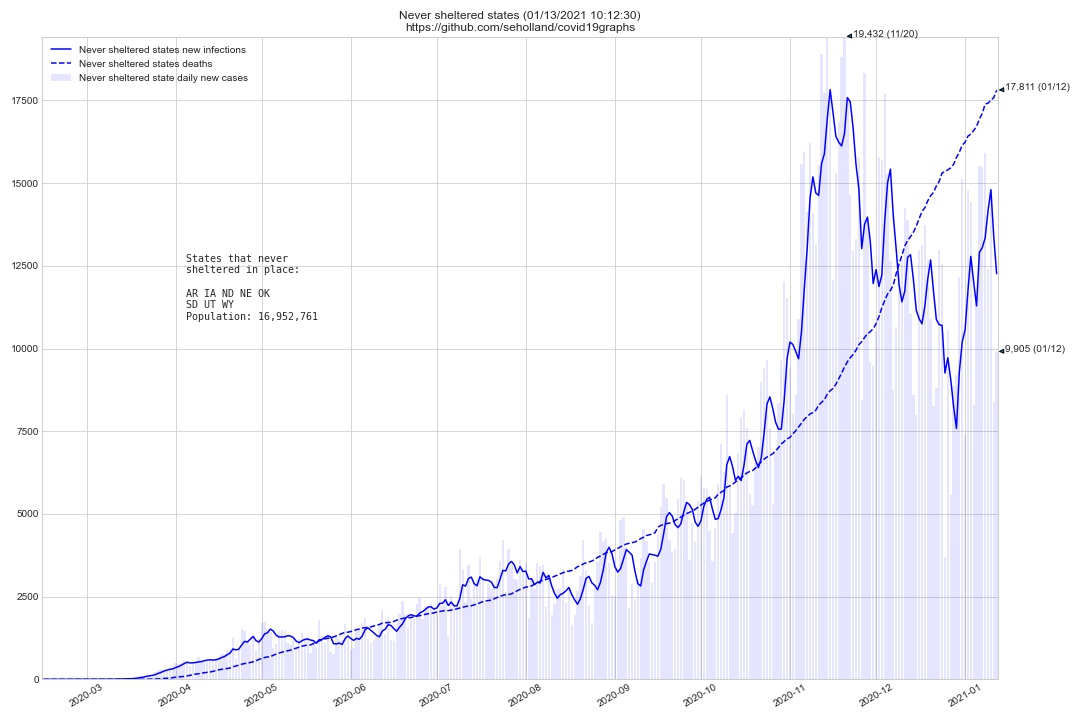 Never sheltered states (01/13/2021 10:12:30)
https://github.com/seholland/covid19graphs
19,432 (11/20)
Never sheltered states new infections
Never sheltered states deaths
Never sheltered state daily new cases
17,811 (01/12)
17500
15000
States that never
sheltered in place:
12500
AR IA ND NE OK
SD UT WY
Population: 16,952,761
10000
9,905 (01/12)
7500
5000
2500
0
2020-03
2020-04
2020-05
2020-06
2020-07
2020-08
2020-09
2020-10
2020-11
2020-12
2021-01